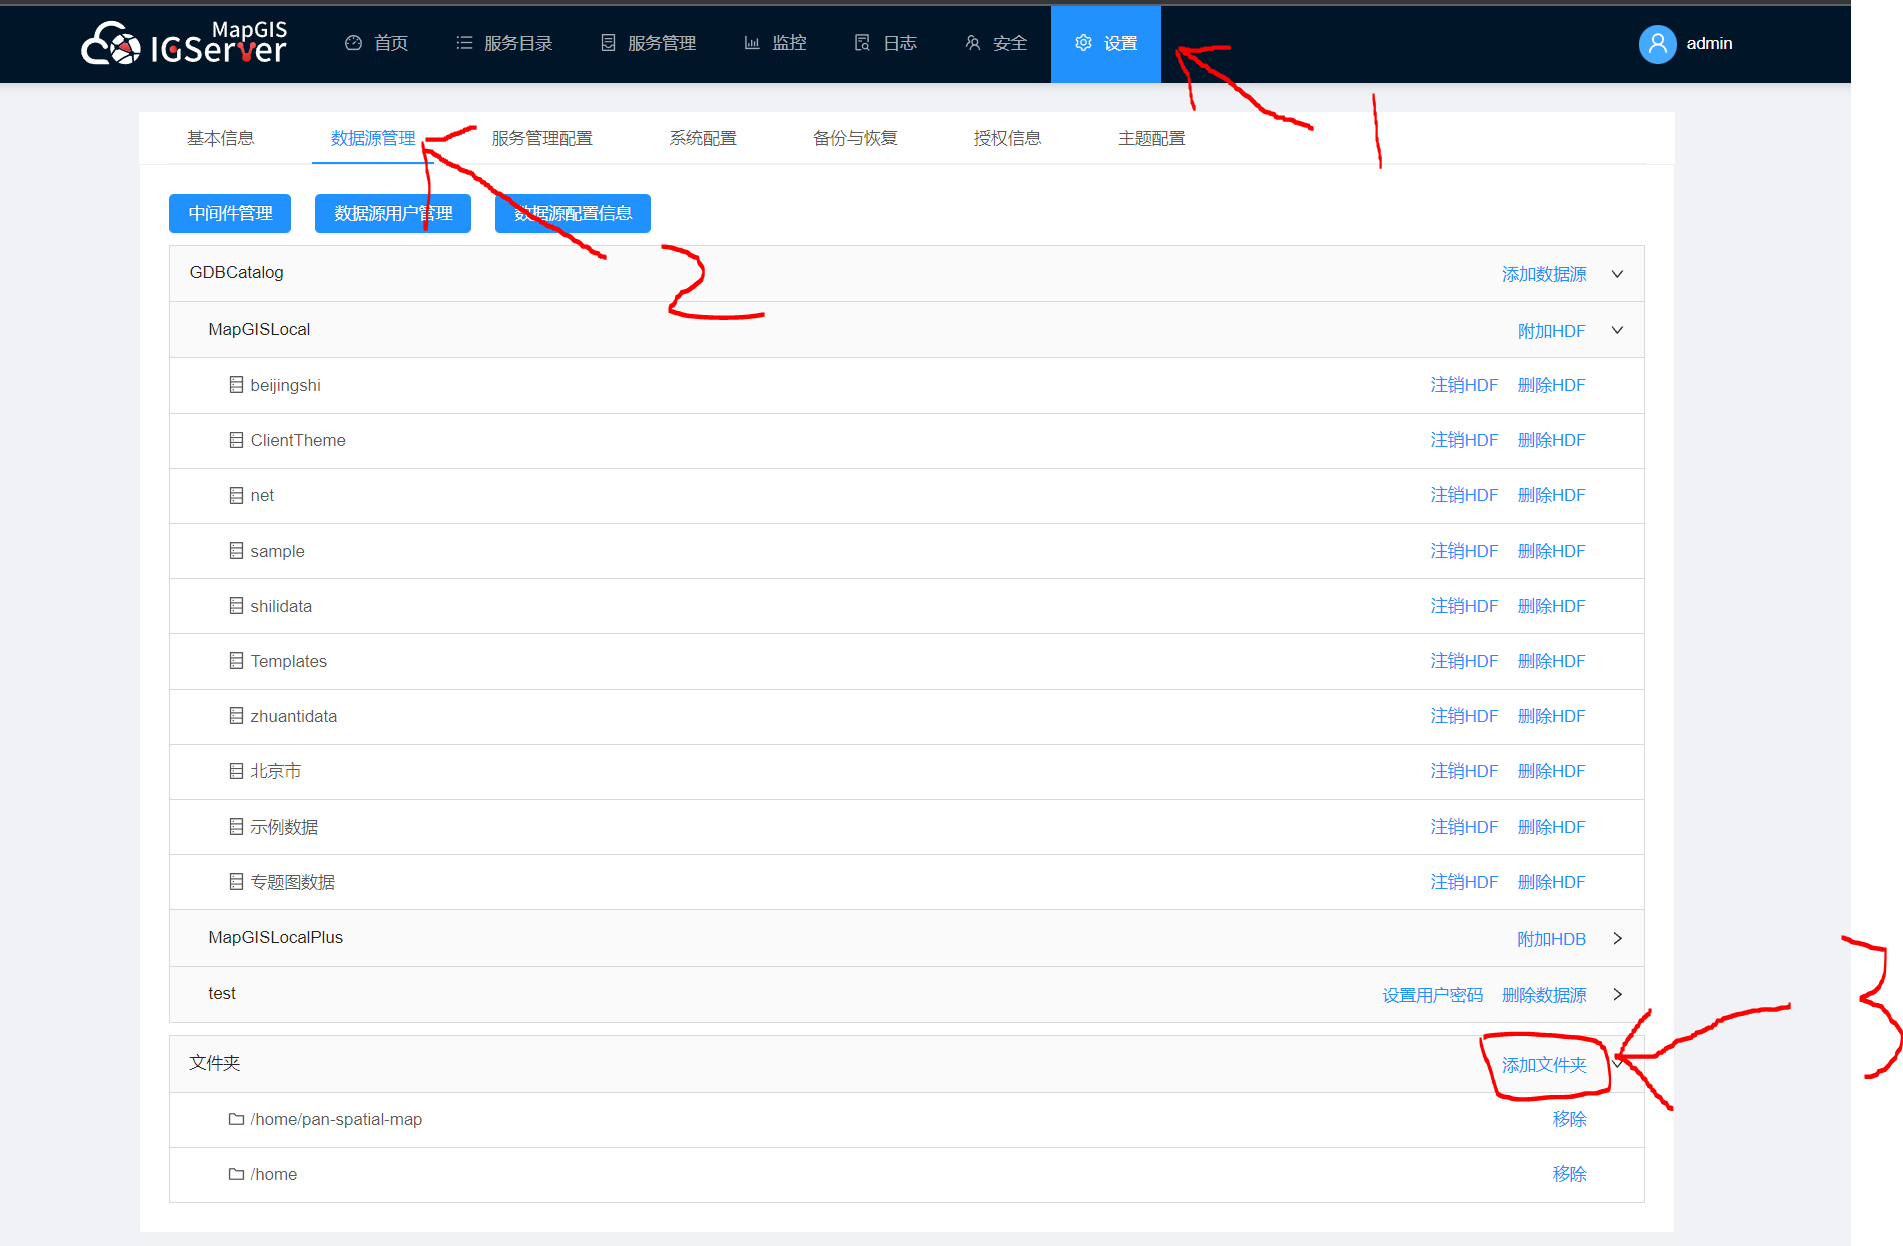 MapGIS
IGServer
首页
服务目录
服务管理
监控
日志
安全
设置
admin
1
基本信息
数据源管理
服务管理配置
系统配置
备份与恢复
授权信息
主题配置
中间件管理
数据源用户管理
数据源配置信息
2
GDBCatalog 添加数据源
MapGISLocal 附加HDF
beijingshi 注销HDF 删除HDF
ClientTheme 注销HDF 删除HDF
net 注销HDF 删除HDF
sample 注销HDF 删除HDF
shilidata 注销HDF 删除HDF
Templates 注销HDF 删除HDF
zhuantidata 注销HDF 删除HDF
北京市 注销HDF 删除HDF
示例数据 注销HDF 删除HDF
专题图数据 注销HDF 删除HDF
MapGISLocalPlus 附加HDB
test 设置用户密码 删除数据源
3
文件夹 添加文件夹
/home/pan-spatial-map 移除
/home 移除